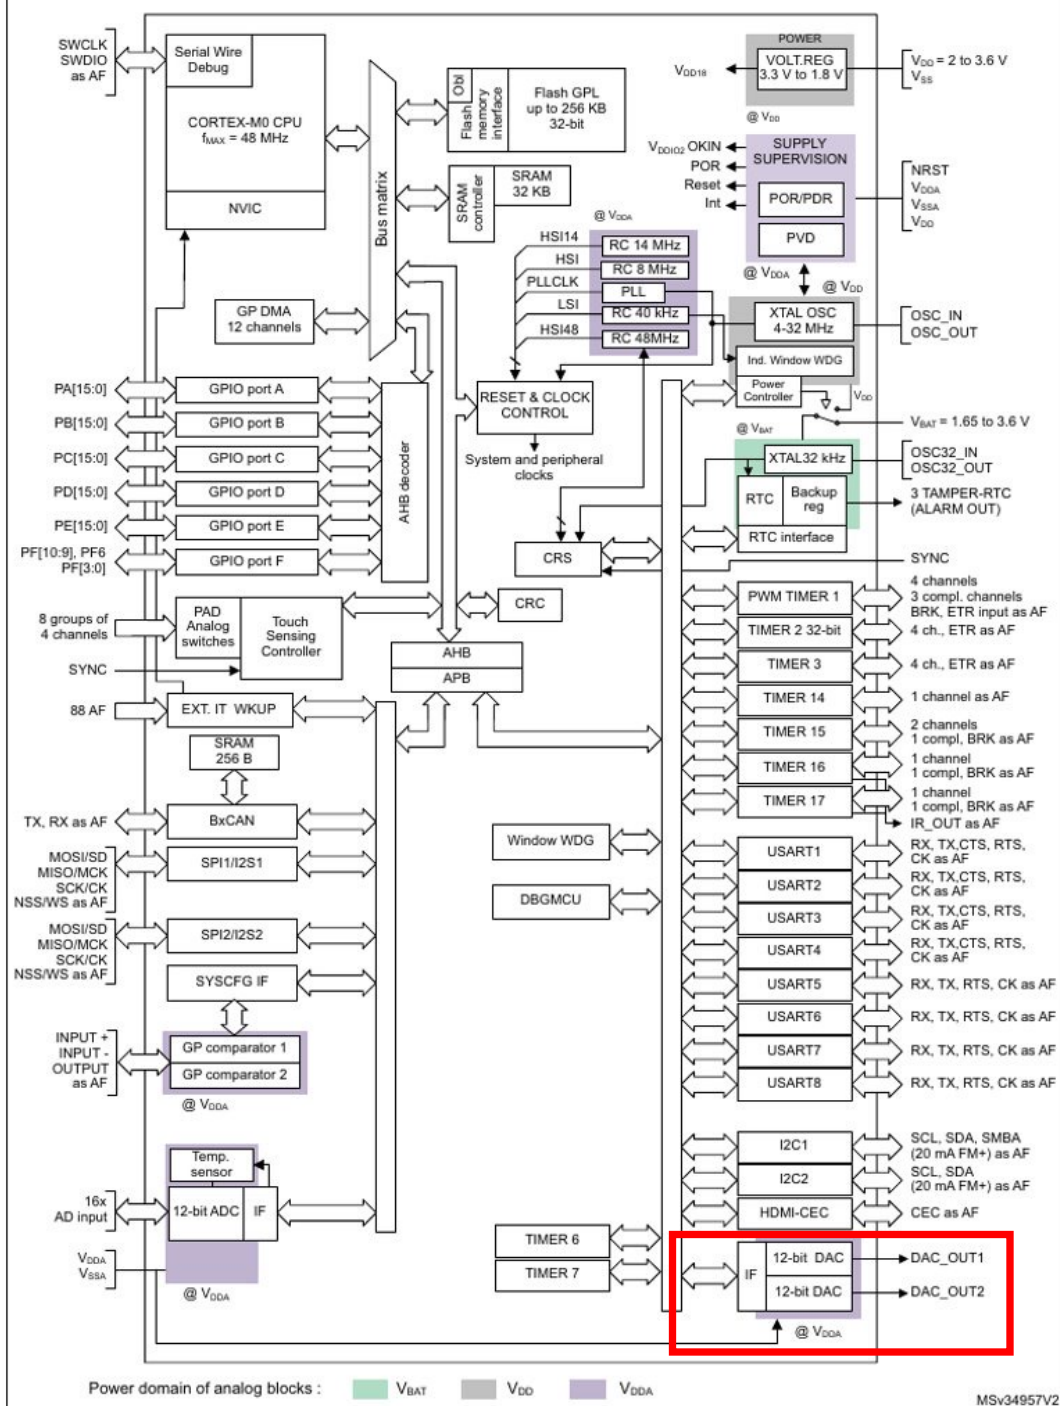 SWCLK
SWDIO
as AF
Serial Wire
Debug
CORTEX-M0 CPU
fMAX = 48 MHz
NVIC
Bus matrix
Obl
Flash
memory
interface
Flash GPL
up to 256 KB
32-bit
SRAM
controller
SRAM
32 KB
POWER
VOLT.REG
3.3 V to 1.8 V
VDD18
VDD = 2 to 3.6 V
VSS
@ VDD
SUPPLY
SUPERVISION
VDDIO2 OKIN
POR
Reset
Int
POR/PDR
PVD
NRST
VDDA
VSSA
VDD
@ VDDA
@ VDD
@ VDDA
HSI14
HSI
PLLCLK
LSI
HSI48
RC 14 MHz
RC 8 MHz
PLL
RC 40 kHz
RC 48MHz
XTAL OSC
4-32 MHz
OSC_IN
OSC_OUT
Ind. Window WDG
Power
Controller
VDD
VBAT = 1.65 to 3.6 V
@ VBAT
GP DMA
12 channels
PA[15:0]
GPIO port A
PB[15:0]
GPIO port B
PC[15:0]
GPIO port C
PD[15:0]
GPIO port D
PE[15:0]
GPIO port E
PF[10:9], PF6
PF[3:0]
GPIO port F
AHB decoder
RESET & CLOCK
CONTROL
System and peripheral
clocks
XTAL32 kHz
OSC32_IN
OSC32_OUT
RTC
Backup
reg
RTC interface
3 TAMPER-RTC
(ALARM OUT)
CRS
SYNC
CRC
8 groups of
4 channels
PAD
Analog
switches
Touch
Sensing
Controller
SYNC
AHB
APB
88 AF
EXT. IT WKUP
SRAM
256 B
TX, RX as AF
BxCAN
MOSI/SD
MISO/MCK
SCK/CK
NSS/WS as AF
SPI1/I2S1
MOSI/SD
MISO/MCK
SCK/CK
NSS/WS as AF
SPI2/I2S2
SYSCFG IF
INPUT +
INPUT -
OUTPUT
as AF
GP comparator 1
GP comparator 2
@ VDDA
Temp.
sensor
16x
AD input
12-bit ADC
IF
VDDA
VSSA
@ VDDA
Window WDG
DBGMCU
TIMER 6
TIMER 7
PWM TIMER 1
4 channels
3 compl. channels
BRK, ETR input as AF
TIMER 2 32-bit
4 ch., ETR as AF
TIMER 3
4 ch., ETR as AF
TIMER 14
1 channel as AF
TIMER 15
2 channels
1 compl, BRK as AF
TIMER 16
1 channel
1 compl, BRK as AF
TIMER 17
1 channel
1 compl, BRK as AF
IR_OUT as AF
USART1
RX, TX,CTS, RTS,
CK as AF
USART2
RX, TX,CTS, RTS,
CK as AF
USART3
RX, TX,CTS, RTS,
CK as AF
USART4
RX, TX,CTS, RTS,
CK as AF
USART5
RX, TX, RTS, CK as AF
USART6
RX, TX, RTS, CK as AF
USART7
RX, TX, RTS, CK as AF
USART8
RX, TX, RTS, CK as AF
I2C1
SCL, SDA, SMBA
(20 mA FM+) as AF
I2C2
SCL, SDA
(20 mA FM+) as AF
HDMI-CEC
CEC as AF
IF
12-bit DAC
DAC_OUT1
12-bit DAC
DAC_OUT2
@ VDDA
Power domain of analog blocks :
VBAT
VDD
VDDA
MSv34957V2